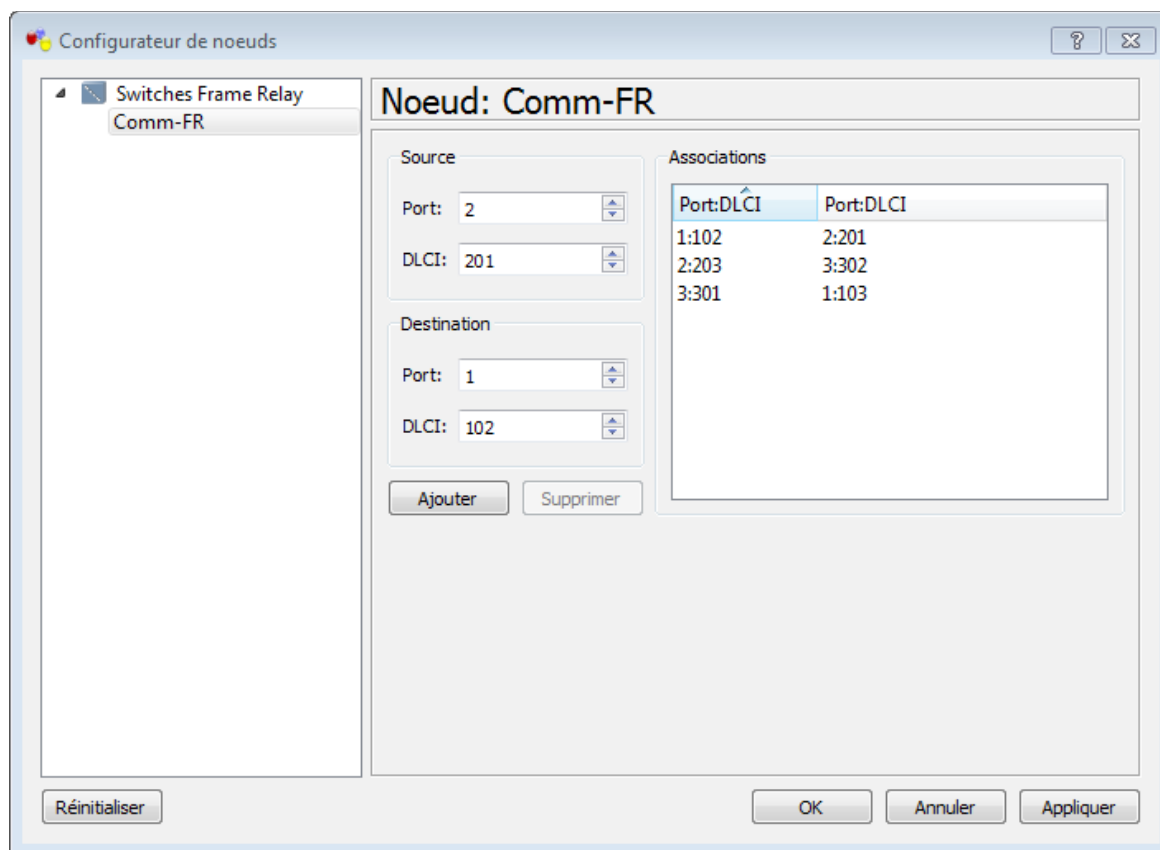 Configurateur de noeuds
Switches Frame Relay
Comm-FR
Noeud: Comm-FR
Source
Port: 2
DLCI: 201
Destination
Port: 1
DLCI: 102
Ajouter Supprimer
Associations
Port:DLCI Port:DLCI
1:102 2:201
2:203 3:302
3:301 1:103
Réinitialiser OK Annuler Appliquer